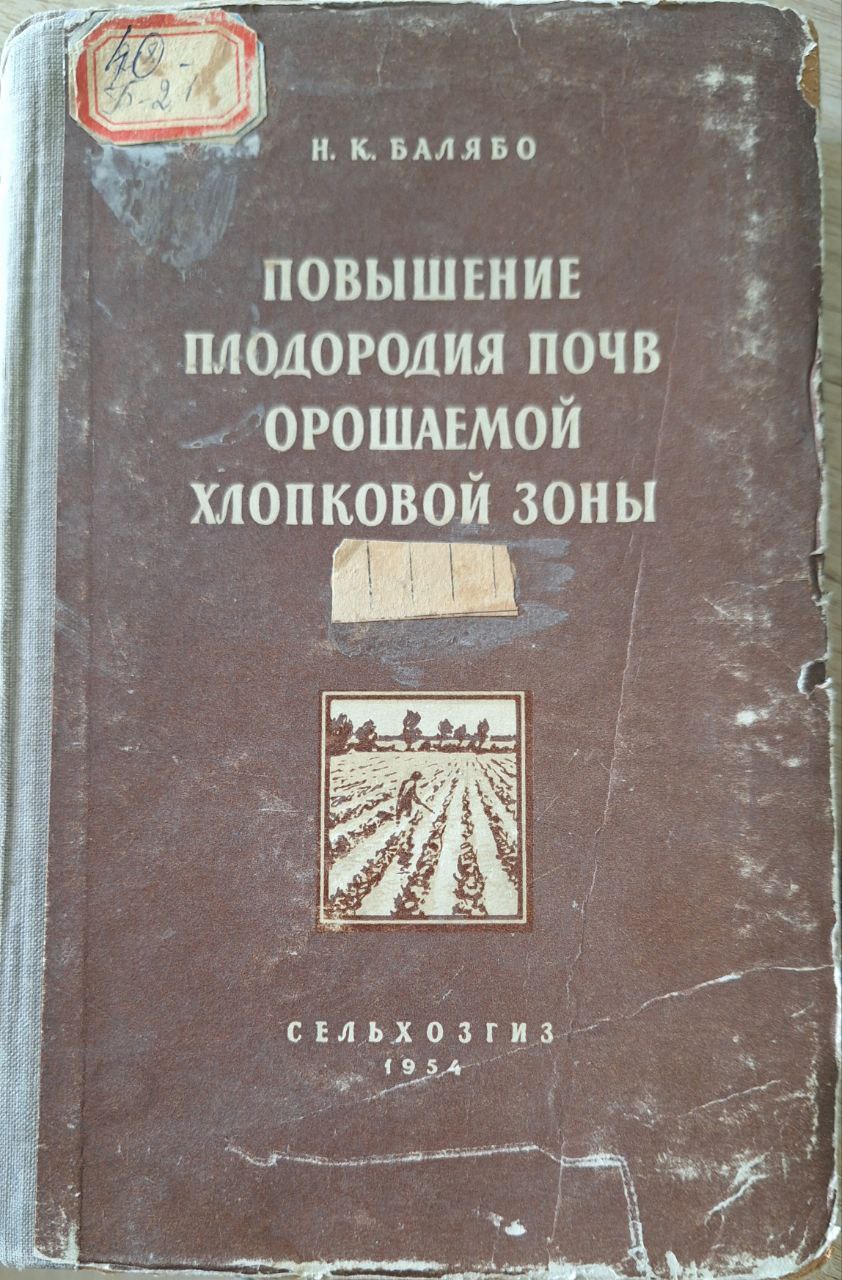 40-
Б-21
Н. К. БАЛЯБО
ПОВЫШЕНИЕ
ПЛОДОРОДИЯ ПОЧВ
ОРОШАЕМОЙ
ХЛОПКОВОЙ ЗОНЫ
СЕЛЬХОЗГИЗ
1954